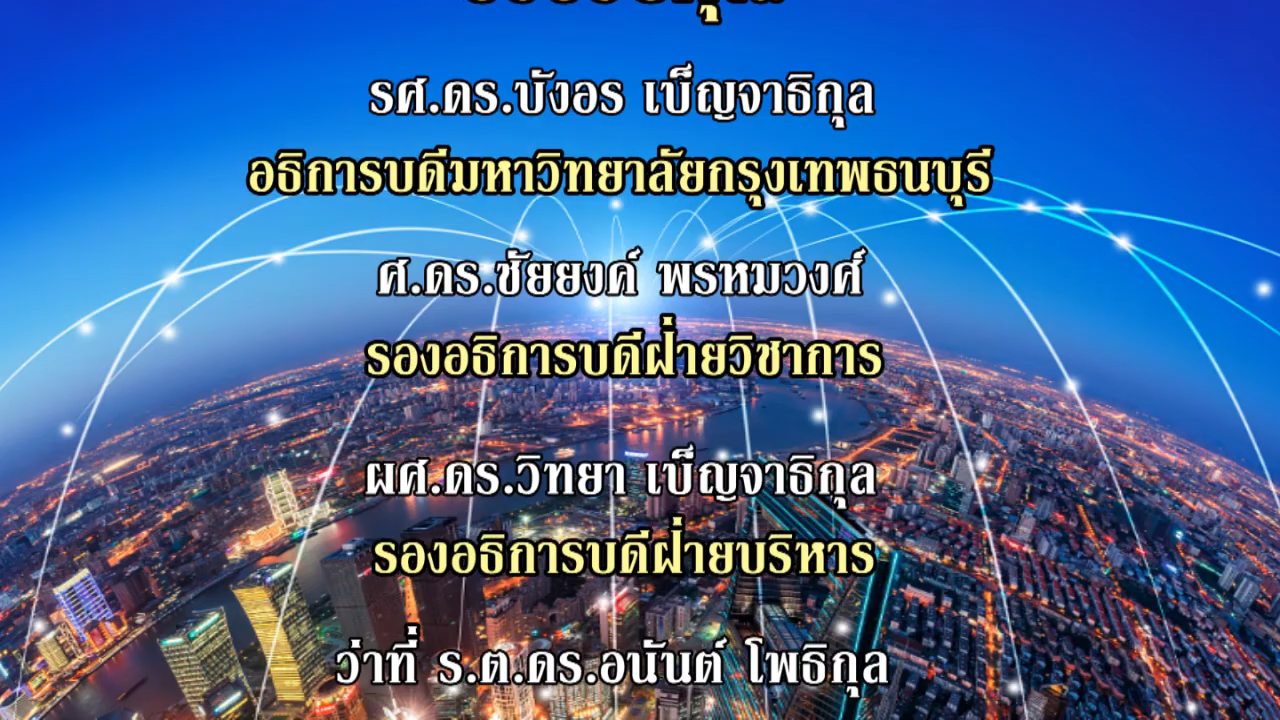 รศ.ดร.บังอร เบ็ญจาธิกุล
อธิการบดีมหาวิทยาลัยกรุงเทพธนบุรี
ศ.ดร.ชัยยงค์ พรหมวงศ์
รองอธิการบดีฝ่ายวิชาการ
ผศ.ดร.วิทยา เบ็ญจาธิกุล
รองอธิการบดีฝ่ายบริหาร
ว่าที่ ร.ต.ดร.อนันต์ โพธิกุล